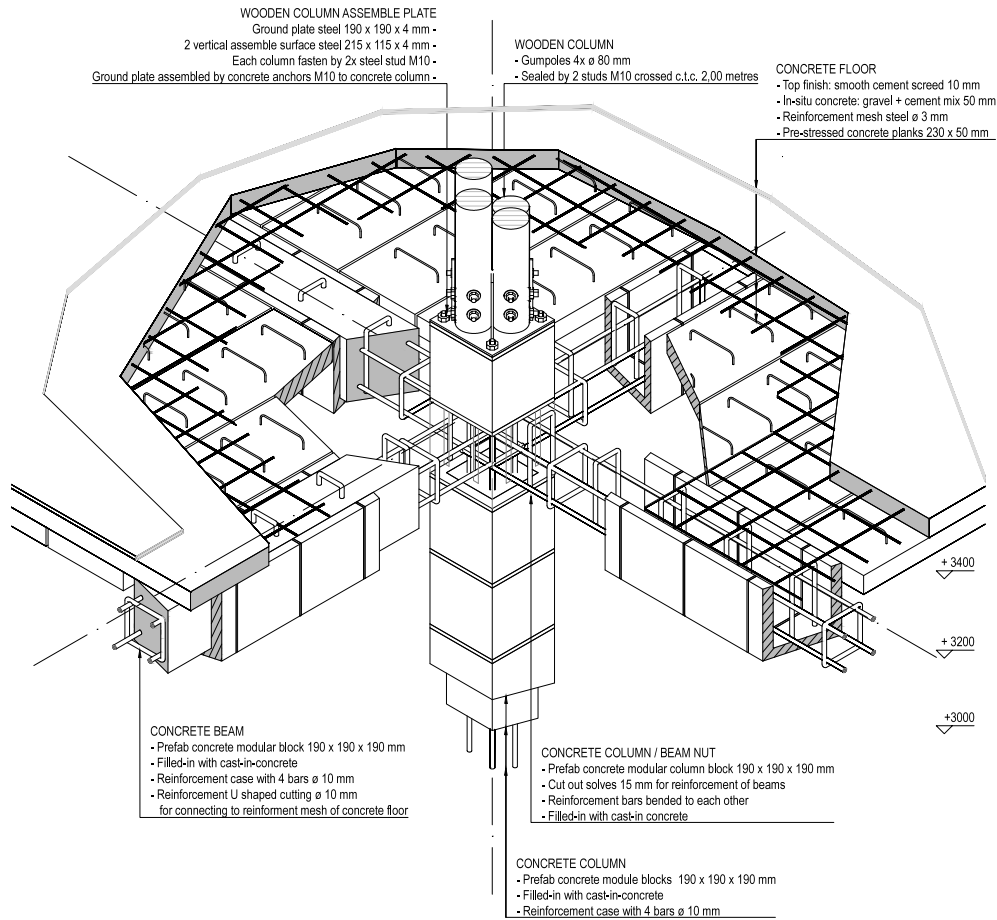 WOODEN COLUMN ASSEMBLE PLATE
Ground plate steel 190 x 190 x 4 mm -
2 vertical assemble surface steel 215 x 115 x 4 mm -
Each column fasten by 2x steel stud M10 -
Ground plate assembled by concrete anchors M10 to concrete column -
WOODEN COLUMN
- Gumpoles 4x ø 80 mm
- Sealed by 2 studs M10 crossed c.t.c. 2,00 metres
CONCRETE FLOOR
- Top finish: smooth cement screed 10 mm
- In-situ concrete: gravel + cement mix 50 mm
- Reinforcement mesh steel ø 3 mm
- Pre-stressed concrete planks 230 x 50 mm
+ 3400
+ 3200
+3000
CONCRETE BEAM
- Prefab concrete modular block 190 x 190 x 190 mm
- Filled-in with cast-in-concrete
- Reinforcement case with 4 bars ø 10 mm
- Reinforcement U shaped cutting ø 10 mm
for connecting to reinforment mesh of concrete floor
CONCRETE COLUMN / BEAM NUT
- Prefab concrete modular column block 190 x 190 x 190 mm
- Cut out solves 15 mm for reinforcement of beams
- Reinforcement bars bended to each other
- Filled-in with cast-in concrete
CONCRETE COLUMN
- Prefab concrete module blocks 190 x 190 x 190 mm
- Filled-in with cast-in-concrete
- Reinforcement case with 4 bars ø 10 mm